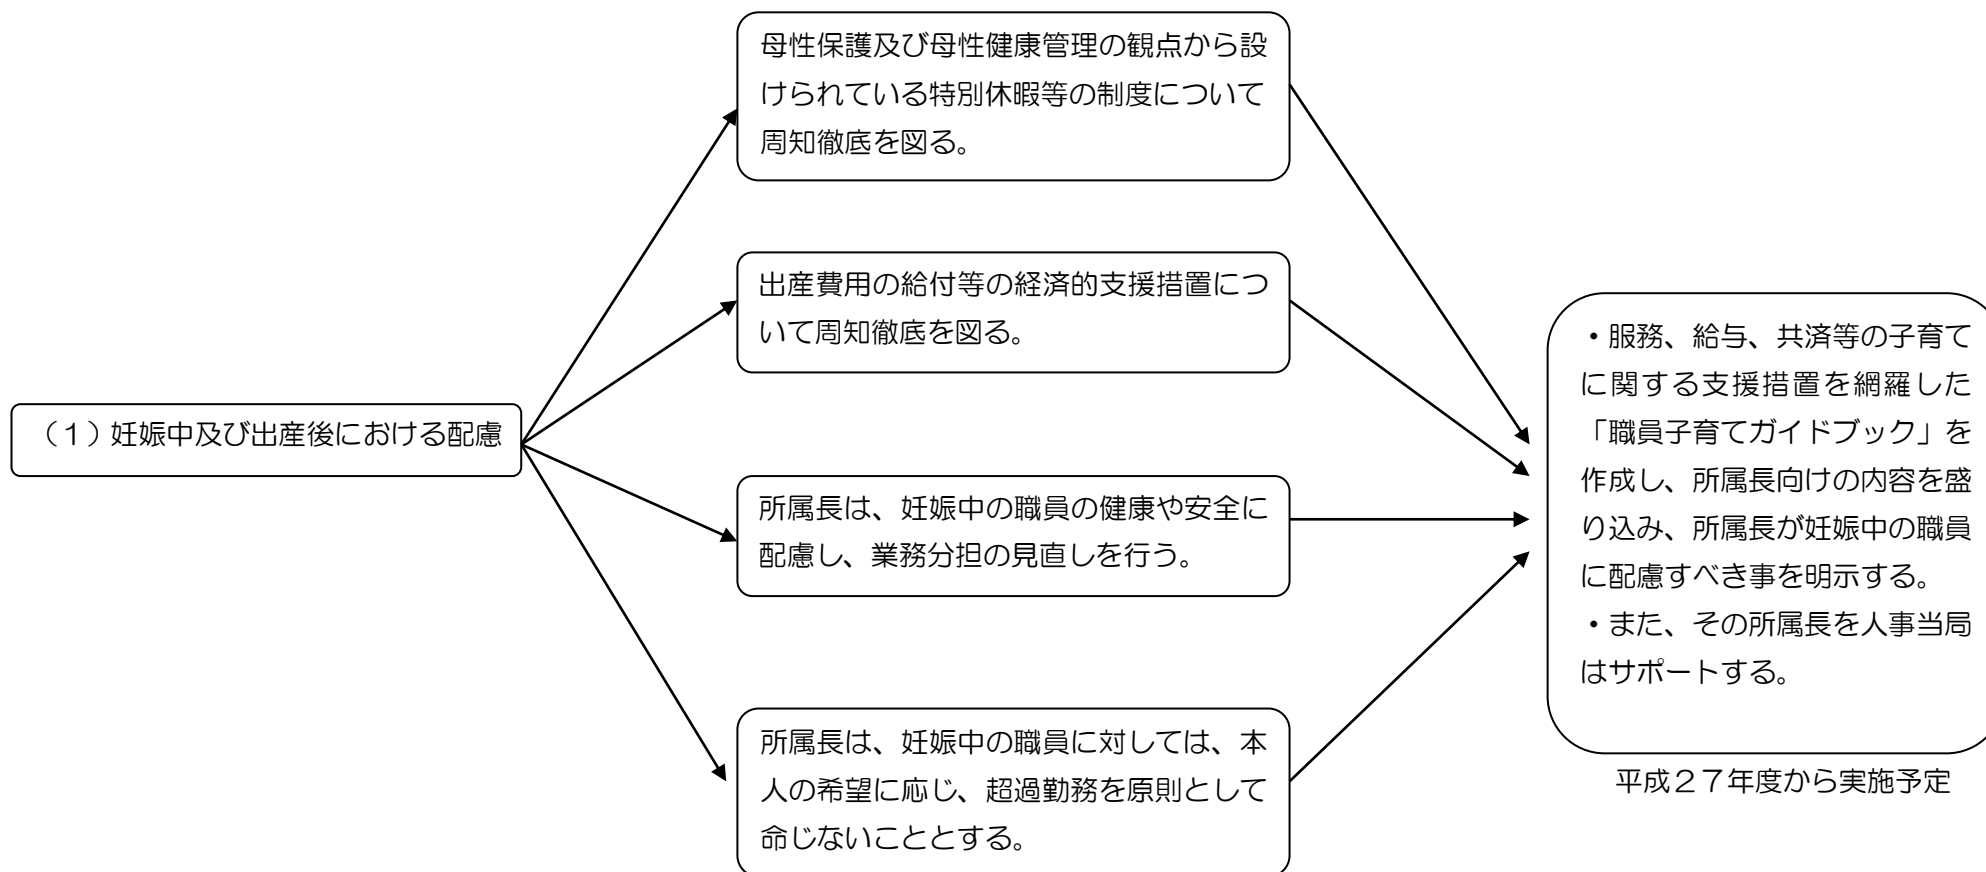 （１）妊娠中及び出産後における配慮
母性保護及び母性健康管理の観点から設
けられている特別休暇等の制度について
周知徹底を図る。
出産費用の給付等の経済的支援措置につ
いて周知徹底を図る。
所属長は、妊娠中の職員の健康や安全に
配慮し、業務分担の見直しを行う。
所属長は、妊娠中の職員に対しては、本
人の希望に応じ、超過勤務を原則として
命じないこととする。
・服務、給与、共済等の子育て
に関する支援措置を網羅した
「職員子育てガイドブック」を
作成し、所属長向けの内容を盛
り込み、所属長が妊娠中の職員
に配慮すべき事を明示する。
・また、その所属長を人事当局
はサポートする。
平成２７年度から実施予定